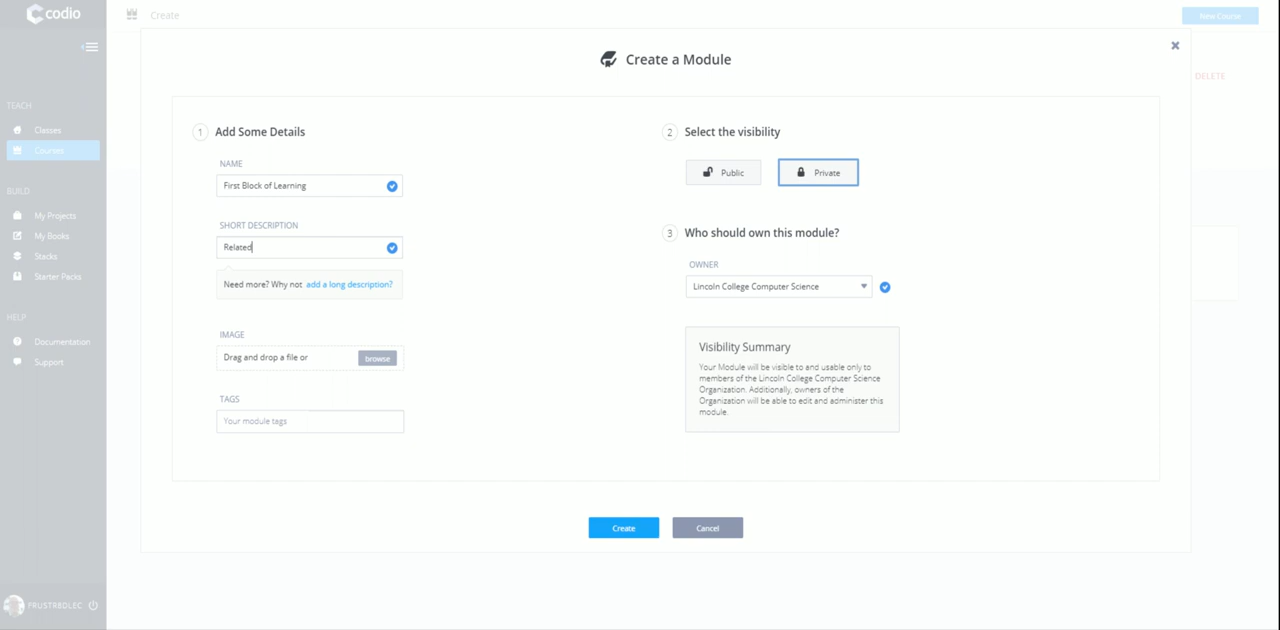 codio
Create
New Course
DELETE
TEACH
Classes
Courses
BUILD
My Projects
My Books
Stacks
Starter Packs
HELP
Documentation
Support
FRUSTRBDLEC
Create a Module
1 Add Some Details
NAME
First Block of Learning
SHORT DESCRIPTION
Related
Need more? Why not add a long description?
IMAGE
Drag and drop a file or browse
TAGS
Your module tags
2 Select the visibility
Public Private
3 Who should own this module?
OWNER
Lincoln College Computer Science
Visibility Summary
Your Module will be visible to and usable only to
members of the Lincoln College Computer Science
Organization. Additionally, owners of the
Organization will be able to edit and administer this
module.
Create Cancel